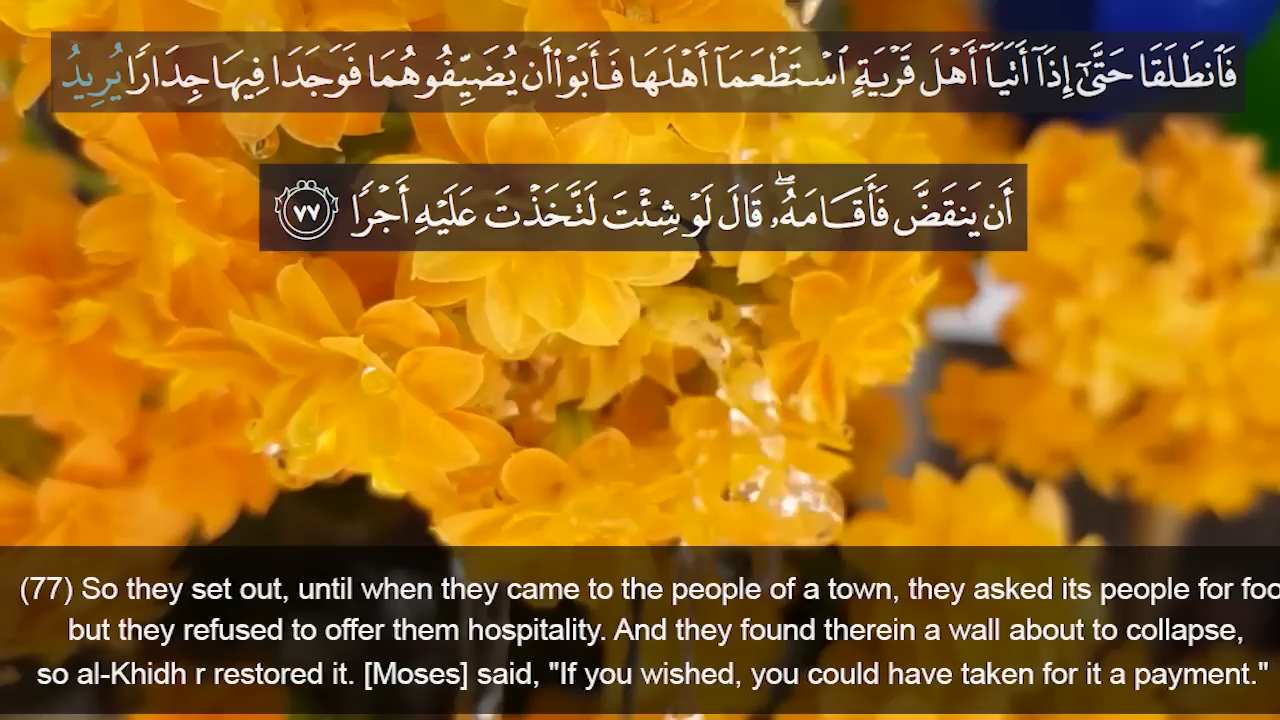 فَٱنطَلَقَا حَتَّىٰٓ إِذَآ أَتَيَآ أَهْلَ قَرْيَةٍ ٱسْتَطْعَمَآ أَهْلَهَا فَأَبَوْا۟ أَن يُضَيِّفُوهُمَا فَوَجَدَا فِيهَا جِدَارًا يُرِيدُ
أَن يَنقَضَّ فَأَقَامَهُۥۖ قَالَ لَوْ شِئْتَ لَتَّخَذْتَ عَلَيْهِ أَجْرًا ٧٧
(77) So they set out, until when they came to the people of a town, they asked its people for foo
but they refused to offer them hospitality. And they found therein a wall about to collapse,
so al-Khidh r restored it. [Moses] said, "If you wished, you could have taken for it a payment."